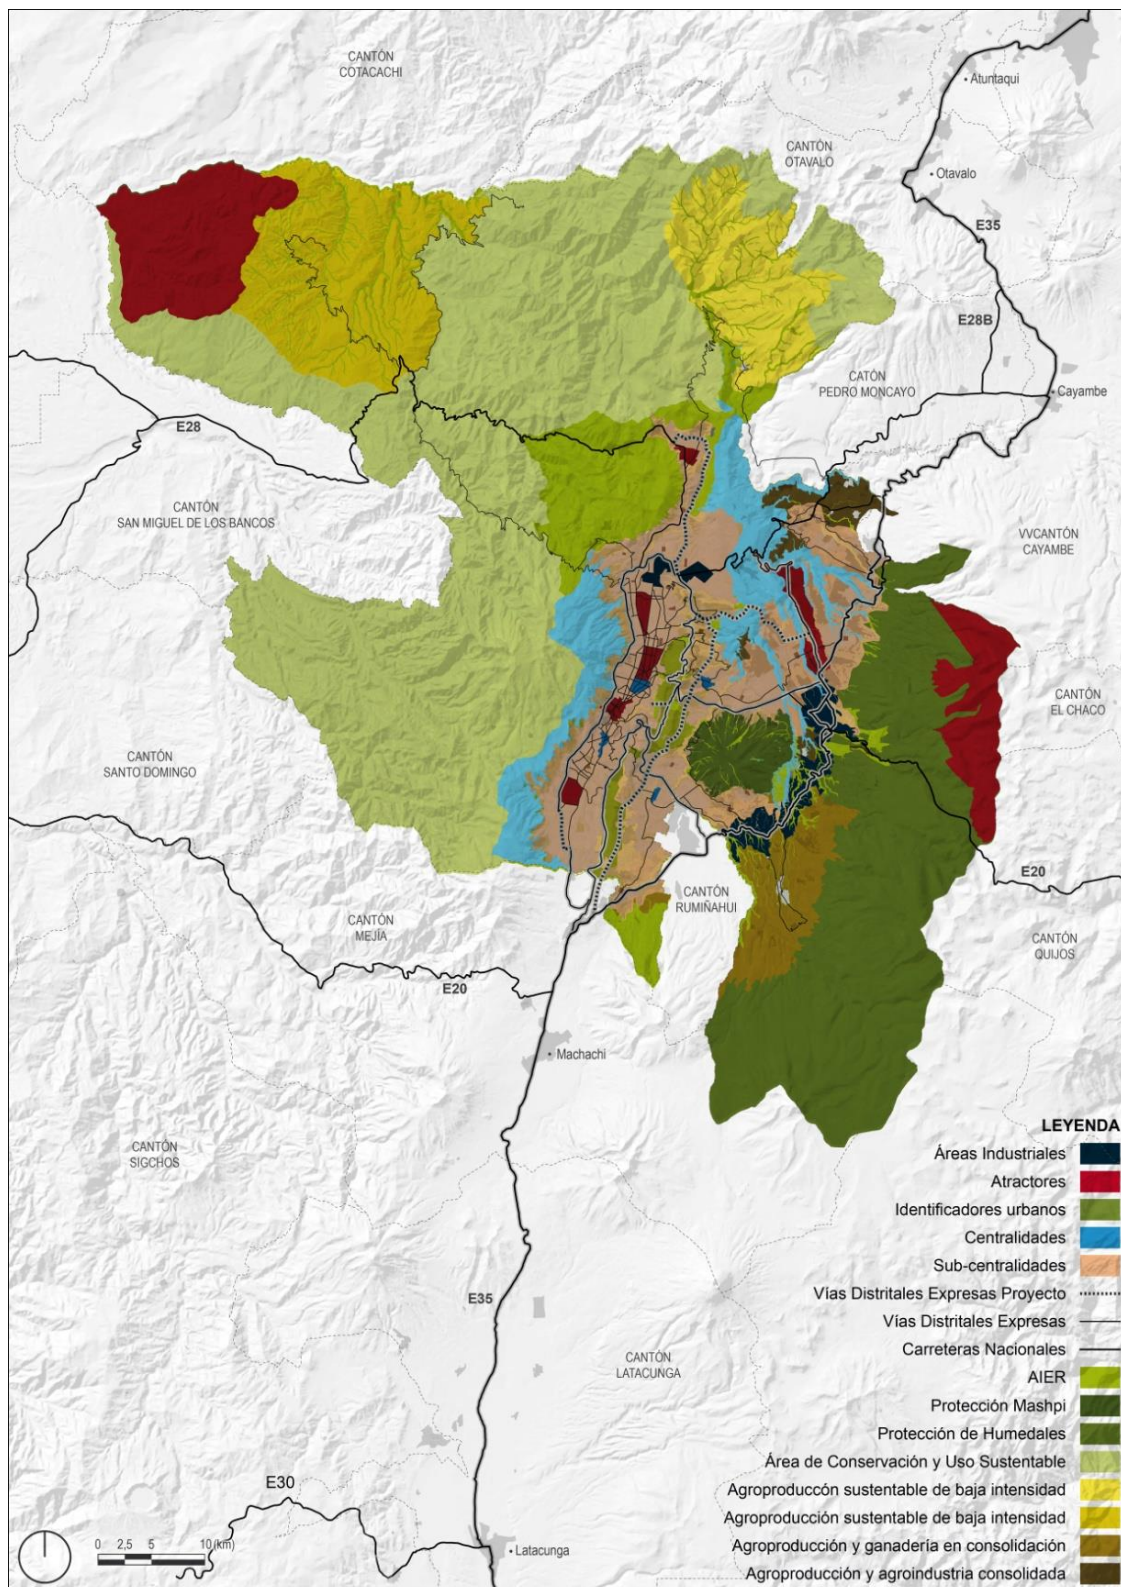 CANTÓN
COTACACHI
Atuntaqui
CANTÓN
OTAVALO
Otavalo
E35
E28B
CATÓN
PEDRO MONCAYO
Cayambe
E28
CANTÓN
SAN MIGUEL DE LOS BANCOS
VVCANTÓN
CAYAMBE
CANTÓN
EL CHACO
CANTÓN
SANTO DOMINGO
E20
CANTÓN
RUMIÑAHUI
CANTÓN
MEJÍA
CANTÓN
QUIJOS
E20
Machachi
CANTÓN
SIGCHOS
E35
CANTÓN
LATACUNGA
E30
0 2,5 5 10 (km)
Latacunga
LEYENDA
Áreas Industriales
Atractores
Identificadores urbanos
Centralidades
Sub-centralidades
Vías Distritales Expresas Proyecto
Vías Distritales Expresas
Carreteras Nacionales
AIER
Protección Mashpi
Protección de Humedales
Área de Conservación y Uso Sustentable
Agroproduccón sustentable de baja intensidad
Agroproducción sustentable de baja intensidad
Agroproducción y ganadería en consolidación
Agroproducción y agroindustria consolidada